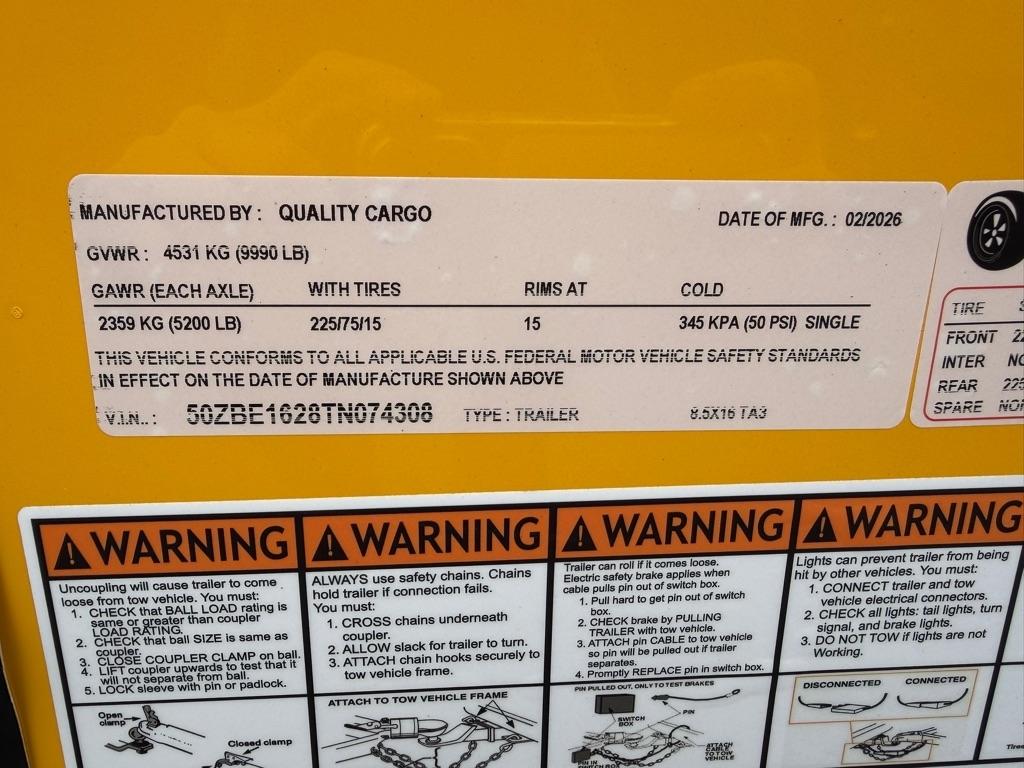 MANUFACTURED BY : QUALITY CARGO DATE OF MFG. : 02/2026
GVWR : 4531 KG (9990 LB)
GAWR (EACH AXLE) WITH TIRES RIMS AT COLD
2359 KG (5200 LB) 225/75/15 15 345 KPA (50 PSI) SINGLE
THIS VEHICLE CONFORMS TO ALL APPLICABLE U.S. FEDERAL MOTOR VEHICLE SAFETY STANDARDS
IN EFFECT ON THE DATE OF MANUFACTURE SHOWN ABOVE
V.I.N.. : 50ZBE1628TN074308 TYPE : TRAILER 8.5X16 TA3
TIRE
FRONT
INTER
REAR
SPARE
WARNING
Uncoupling will cause trailer to come
loose from tow vehicle. You must:
1. CHECK that BALL LOAD rating is
same or greater than coupler
LOAD RATING.
2. CHECK that ball SIZE is same as
coupler.
3. CLOSE COUPLER CLAMP on ball.
4. LIFT coupler upwards to test that it
will not separate from ball.
5. LOCK sleeve with pin or padlock.
Open
clamp
Closed clamp
WARNING
ALWAYS use safety chains. Chains
hold trailer if connection fails.
You must:
1. CROSS chains underneath
coupler.
2. ALLOW slack for trailer to turn.
3. ATTACH chain hooks securely to
tow vehicle frame.
ATTACH TO TOW VEHICLE FRAME
WARNING
Trailer can roll if it comes loose.
Electric safety brake applies when
cable pulls pin out of switch box.
1. Pull hard to get pin out of switch
box.
2. CHECK brake by PULLING
TRAILER with tow vehicle.
3. ATTACH pin CABLE to tow vehicle
so pin will be pulled out if trailer
separates.
4. Promptly REPLACE pin in switch box.
PIN PULLED OUT, ONLY TO TEST BRAKES
PIN
SWITCH
BOX
ATTACH
CABLE
TO TOW
VEHICLE
PIN IN
SWITCH BOX
WARNING
Lights can prevent trailer from being
hit by other vehicles. You must:
1. CONNECT trailer and tow
vehicle electrical connectors.
2. CHECK all lights: tail lights, turn
signal, and brake lights.
3. DO NOT TOW if lights are not
Working.
DISCONNECTED CONNECTED